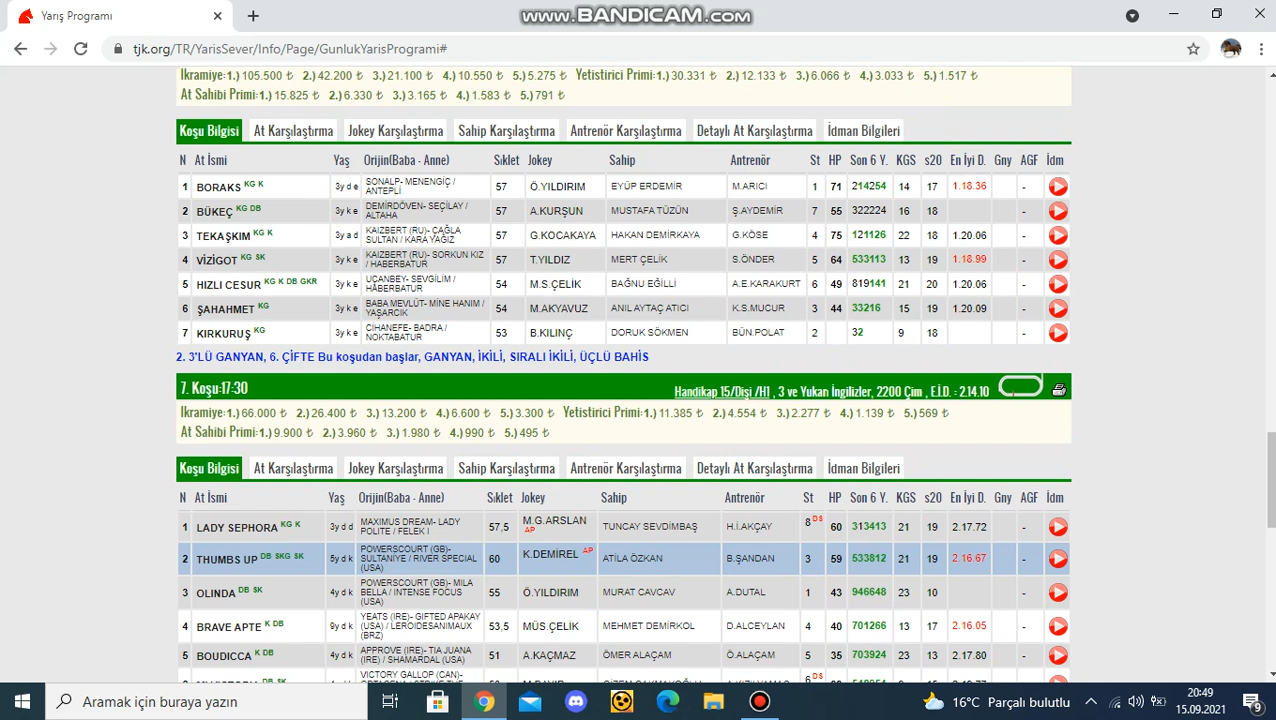 Yarış Programı
www.BANDICAM.com
tjk.org/TR/YarisSever/Info/Page/GunlukYarisProgrami#
İkramiye:1.) 105.500 ₺ 2.) 42.200 ₺ 3.) 21.100 ₺ 4.) 10.550 ₺ 5.) 5.275 ₺ Yetistirici Primi:1.) 30.331 ₺ 2.) 12.133 ₺ 3.) 6.066 ₺ 4.) 3.033 ₺ 5.) 1.517 ₺
At Sahibi Primi:1.) 15.825 ₺ 2.) 6.330 ₺ 3.) 3.165 ₺ 4.) 1.583 ₺ 5.) 791 ₺
Koşu Bilgisi At Karşılaştırma Jokey Karşılaştırma Sahip Karşılaştırma Antrenör Karşılaştırma Detaylı At Karşılaştırma İdman Bilgileri
N At İsmi Yaş Orijin(Baba - Anne) Sıklet Jokey Sahip Antrenör St HP Son 6 Y. KGS s20 En İyi D. Gny AGF İdm
1 BORAKS KG K 3y d e SONALP- MENENGİÇ / ANTEPLİ 57 Ö.YILDIRIM EYÜP ERDEMİR M.ARICI 1 71 214254 14 17 1.18.36 -
2 BÜKEÇ KG DB 3y k e DEMİRDÖVEN- SEÇİLAY / ALTAHA 57 A.KURŞUN MUSTAFA TÜZÜN Ş.AYDEMİR 7 55 322224 16 18 -
3 TEKAŞKIM KG K 3y a d KAIZBERT (RU)- ÇAĞLA SULTAN / KARA YAĞIZ 57 G.KOCAKAYA HAKAN DEMİRKAYA G.KÖSE 4 75 121126 22 18 1.20.06 -
4 VİZİGOT KG SK 3y k e KAIZBERT (RU)- SORKUN KIZ / HABERBATUR 57 T.YILDIZ MERT ÇELİK S.ÖNDER 5 64 533113 13 19 1.18.99 -
5 HIZLI CESUR KG K DB GKR 3y k e UÇANBEY- SEVGİLİM / HABERBATUR 54 M.S.ÇELİK BAĞNU EĞİLLİ A.E.KARAKURT 6 49 819141 21 20 1.20.06 -
6 ŞAHAHMET KG 3y k e BABA MEVLÜT- MİNE HANIM / YAŞARCIK 54 M.AKYAVUZ ANIL AYTAÇ ATICI K.S.MUCUR 3 44 33216 15 19 1.20.09 -
7 KIRKURUŞ KG 3y k e CİHANEFE- BADRA / NOKTABATUR 53 B.KILINÇ DORUK SÖKMEN BÜN.POLAT 2 32 9 18 -
2. 3'LÜ GANYAN, 6. ÇİFTE Bu koşudan başlar, GANYAN, İKİLİ, SIRALI İKİLİ, ÜÇLÜ BAHİS
7. Koşu:17:30 Handikap 15/Dişi /H1 , 3 ve Yukarı İngilizler, 2200 Çim , E.İ.D. : 2.14.10
İkramiye:1.) 66.000 ₺ 2.) 26.400 ₺ 3.) 13.200 ₺ 4.) 6.600 ₺ 5.) 3.300 ₺ Yetistirici Primi:1.) 11.385 ₺ 2.) 4.554 ₺ 3.) 2.277 ₺ 4.) 1.139 ₺ 5.) 569 ₺
At Sahibi Primi:1.) 9.900 ₺ 2.) 3.960 ₺ 3.) 1.980 ₺ 4.) 990 ₺ 5.) 495 ₺
Koşu Bilgisi At Karşılaştırma Jokey Karşılaştırma Sahip Karşılaştırma Antrenör Karşılaştırma Detaylı At Karşılaştırma İdman Bilgileri
N At İsmi Yaş Orijin(Baba - Anne) Sıklet Jokey Sahip Antrenör St HP Son 6 Y. KGS s20 En İyi D. Gny AGF İdm
1 LADY SEPHORA KG K 3y d d MAXIMUS DREAM- LADY POLITE / FELEK I 57,5 M.G.ARSLAN AP TUNCAY SEVDİMBAŞ H.İ.AKÇAY 8 DS 60 313413 21 19 2.17.72 -
2 THUMBS UP DB SKG SK 5y d k POWERSCOURT (GB)- SULTANİYE / RIVER SPECIAL (USA) 60 K.DEMİREL AP ATİLA ÖZKAN B.ŞANDAN 3 59 533812 21 19 2.16.67 -
3 OLINDA DB SK 4y d k POWERSCOURT (GB)- MILA BELLA / INTENSE FOCUS (USA) 55 Ö.YILDIRIM MURAT CAVCAV A.DUTAL 1 43 946648 23 10 -
4 BRAVE APTE K DB 9y d k YEATS (IRE)- GIFTED APAKAY (USA) / LEROIDESANIMAUX (BRZ) 53,5 MÜS.ÇELİK MEHMET DEMİRKOL D.ALCEYLAN 4 40 701266 13 17 2.16.05 -
5 BOUDICCA K DB 4y d k APPROVE (IRE)- TIA JUANA (IRE) / SHAMARDAL (USA) 51 A.KAÇMAZ ÖMER ALAÇAM Ö.ALAÇAM 5 35 703924 23 13 2.17.80 -
VICTORY GALLOP (CAN)- DS
Aramak için buraya yazın 16°C Parçalı bulutlu 20:49
15.09.2021 9